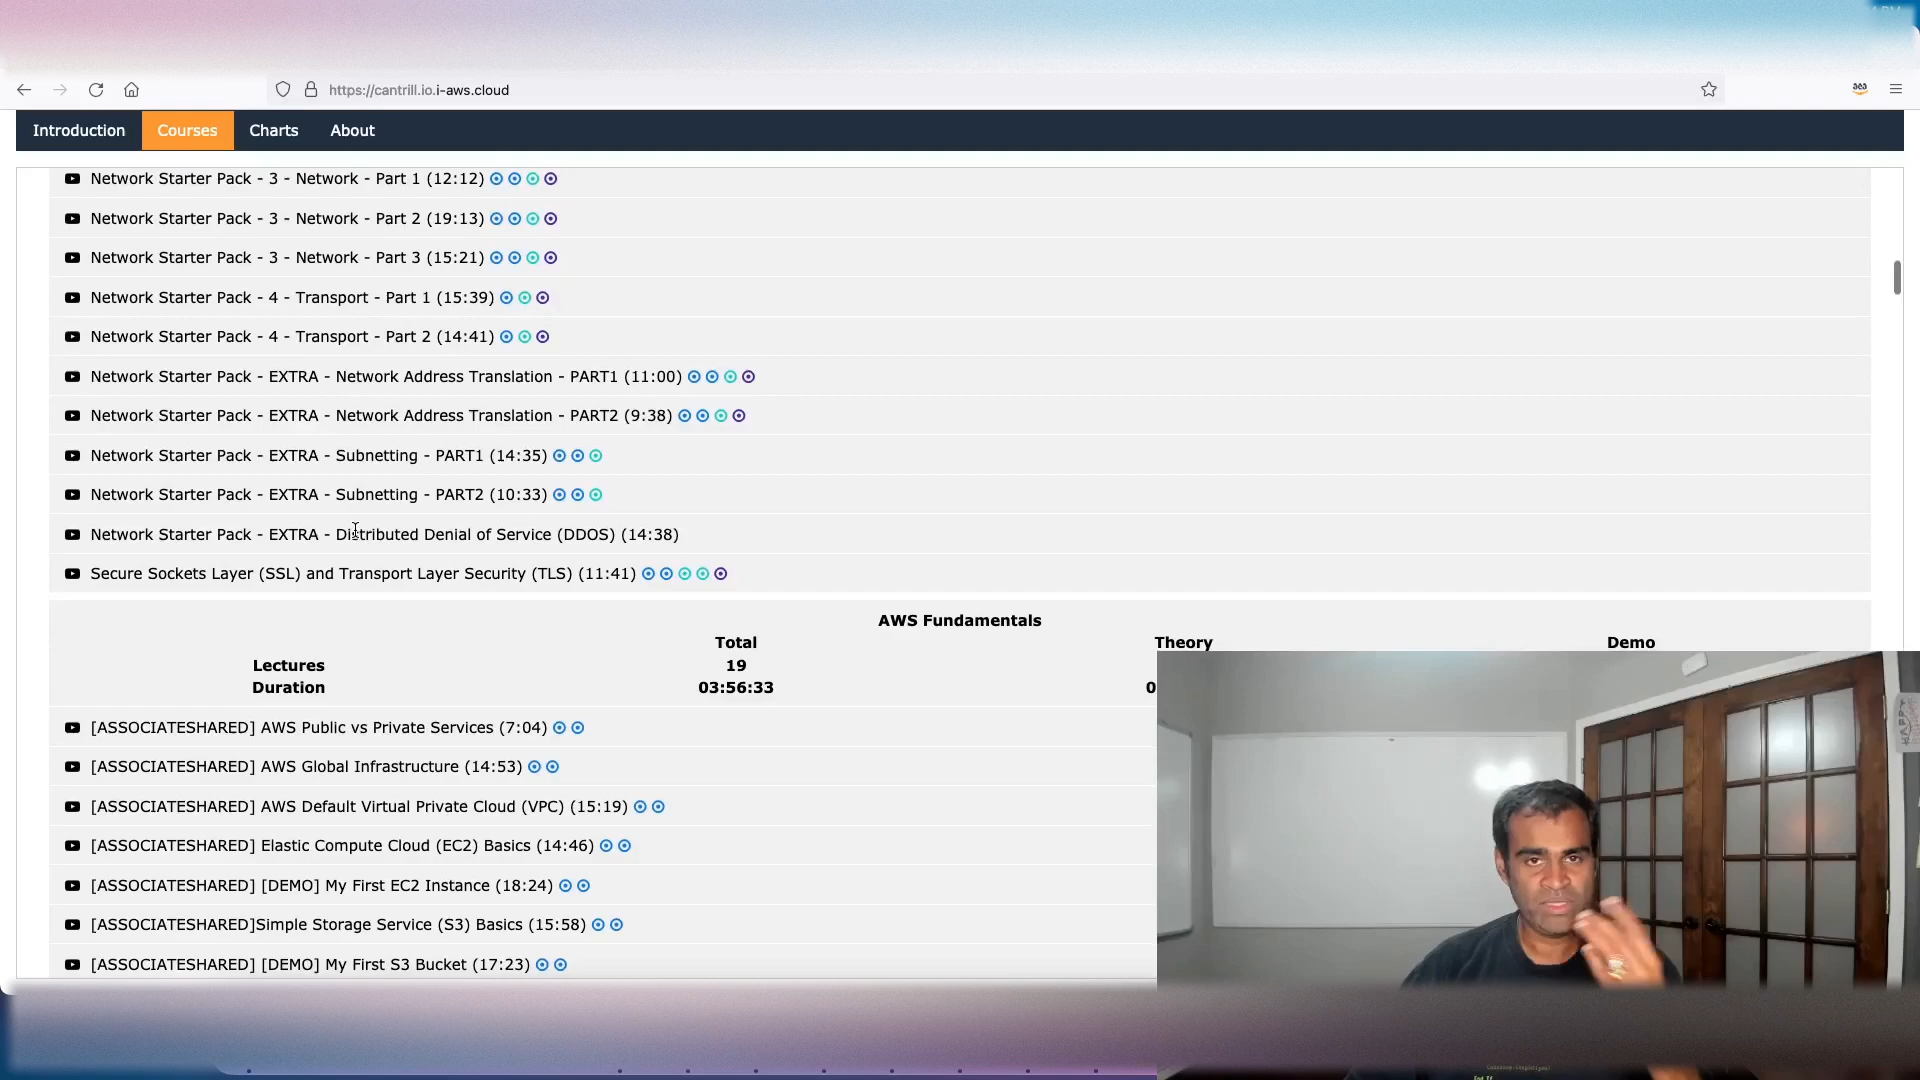 https://cantrill.io.i-aws.cloud
Introduction Courses Charts About
Network Starter Pack - 3 - Network - Part 1 (12:12)
Network Starter Pack - 3 - Network - Part 2 (19:13)
Network Starter Pack - 3 - Network - Part 3 (15:21)
Network Starter Pack - 4 - Transport - Part 1 (15:39)
Network Starter Pack - 4 - Transport - Part 2 (14:41)
Network Starter Pack - EXTRA - Network Address Translation - PART1 (11:00)
Network Starter Pack - EXTRA - Network Address Translation - PART2 (9:38)
Network Starter Pack - EXTRA - Subnetting - PART1 (14:35)
Network Starter Pack - EXTRA - Subnetting - PART2 (10:33)
Network Starter Pack - EXTRA - Distributed Denial of Service (DDOS) (14:38)
Secure Sockets Layer (SSL) and Transport Layer Security (TLS) (11:41)
AWS Fundamentals
Total Theory Demo
Lectures 19
Duration 03:56:33 0
[ASSOCIATESHARED] AWS Public vs Private Services (7:04)
[ASSOCIATESHARED] AWS Global Infrastructure (14:53)
[ASSOCIATESHARED] AWS Default Virtual Private Cloud (VPC) (15:19)
[ASSOCIATESHARED] Elastic Compute Cloud (EC2) Basics (14:46)
[ASSOCIATESHARED] [DEMO] My First EC2 Instance (18:24)
[ASSOCIATESHARED]Simple Storage Service (S3) Basics (15:58)
[ASSOCIATESHARED] [DEMO] My First S3 Bucket (17:23)
End If